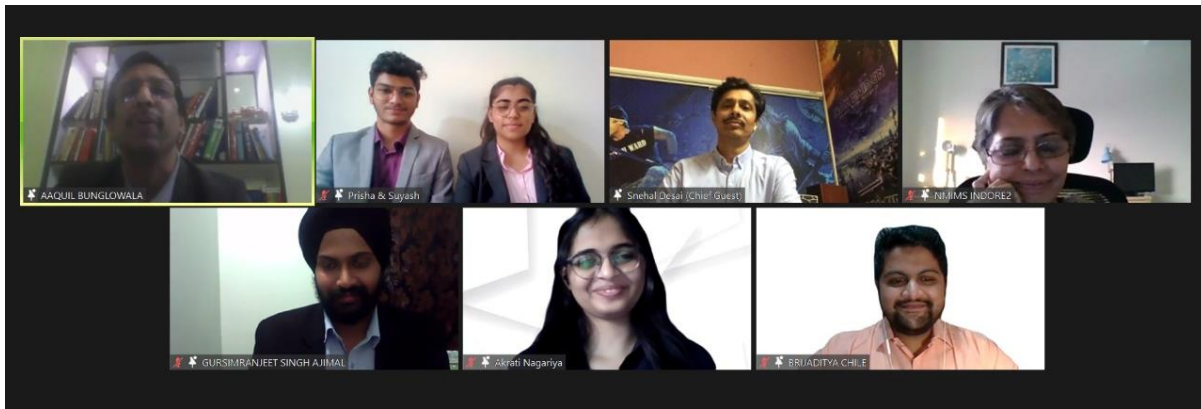 AAQUIL BUNGLOWALA
Prisha & Suyash
Snehal Desai (Chief Guest)
NMIMS INDORE2
GURSIMRANJEET SINGH AJIMAL
Akrati Nagariya
BRIJADITYA CHILE